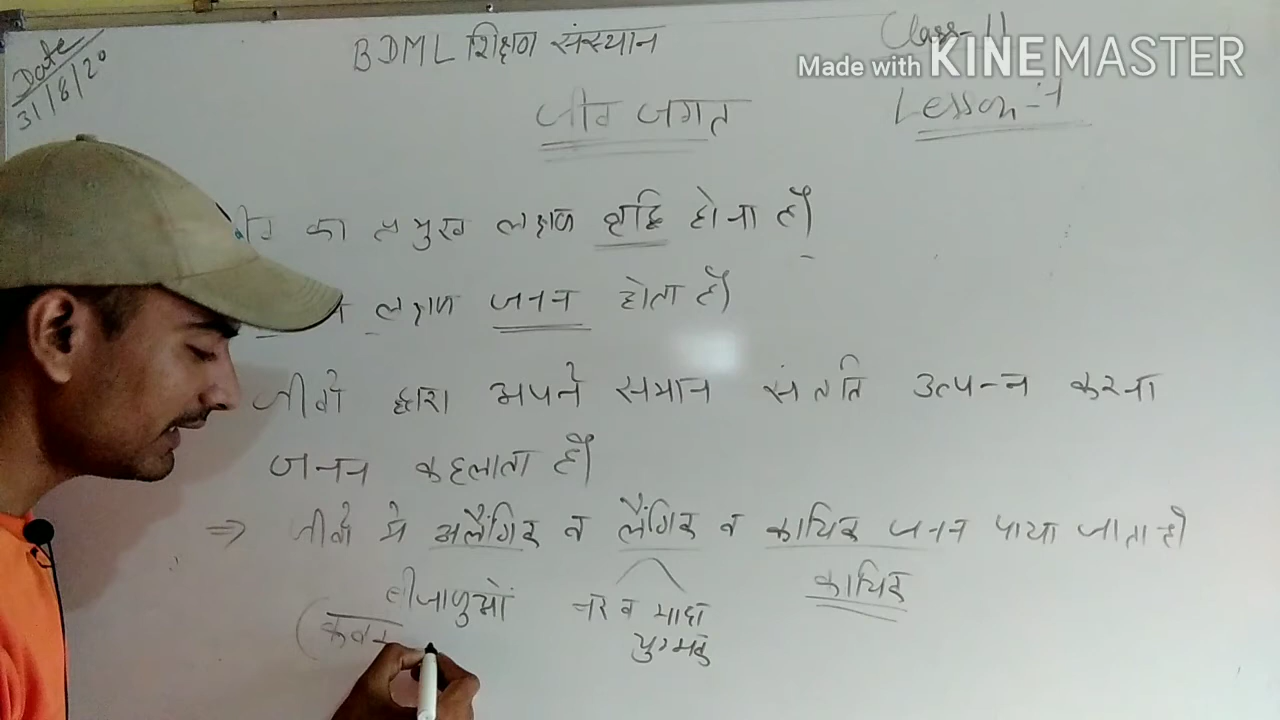 Date
31/8/20
BDML शिक्षण संस्थान
Class-11
Made with KINEMASTER
जीव जगत
Lesson-1
का प्रमुख लक्षण वृद्धि होना है।
लक्षण जनन होता है।
जीवो द्वारा अपने समान संतति उत्पन्न करना
जनन कहलाता है।
⇒ जीवो मे अलैंगिक व लैंगिक व कायिक जनन पाया जाता है
बीजाणुओं नर व मादा कायिक
(कवक युग्मक